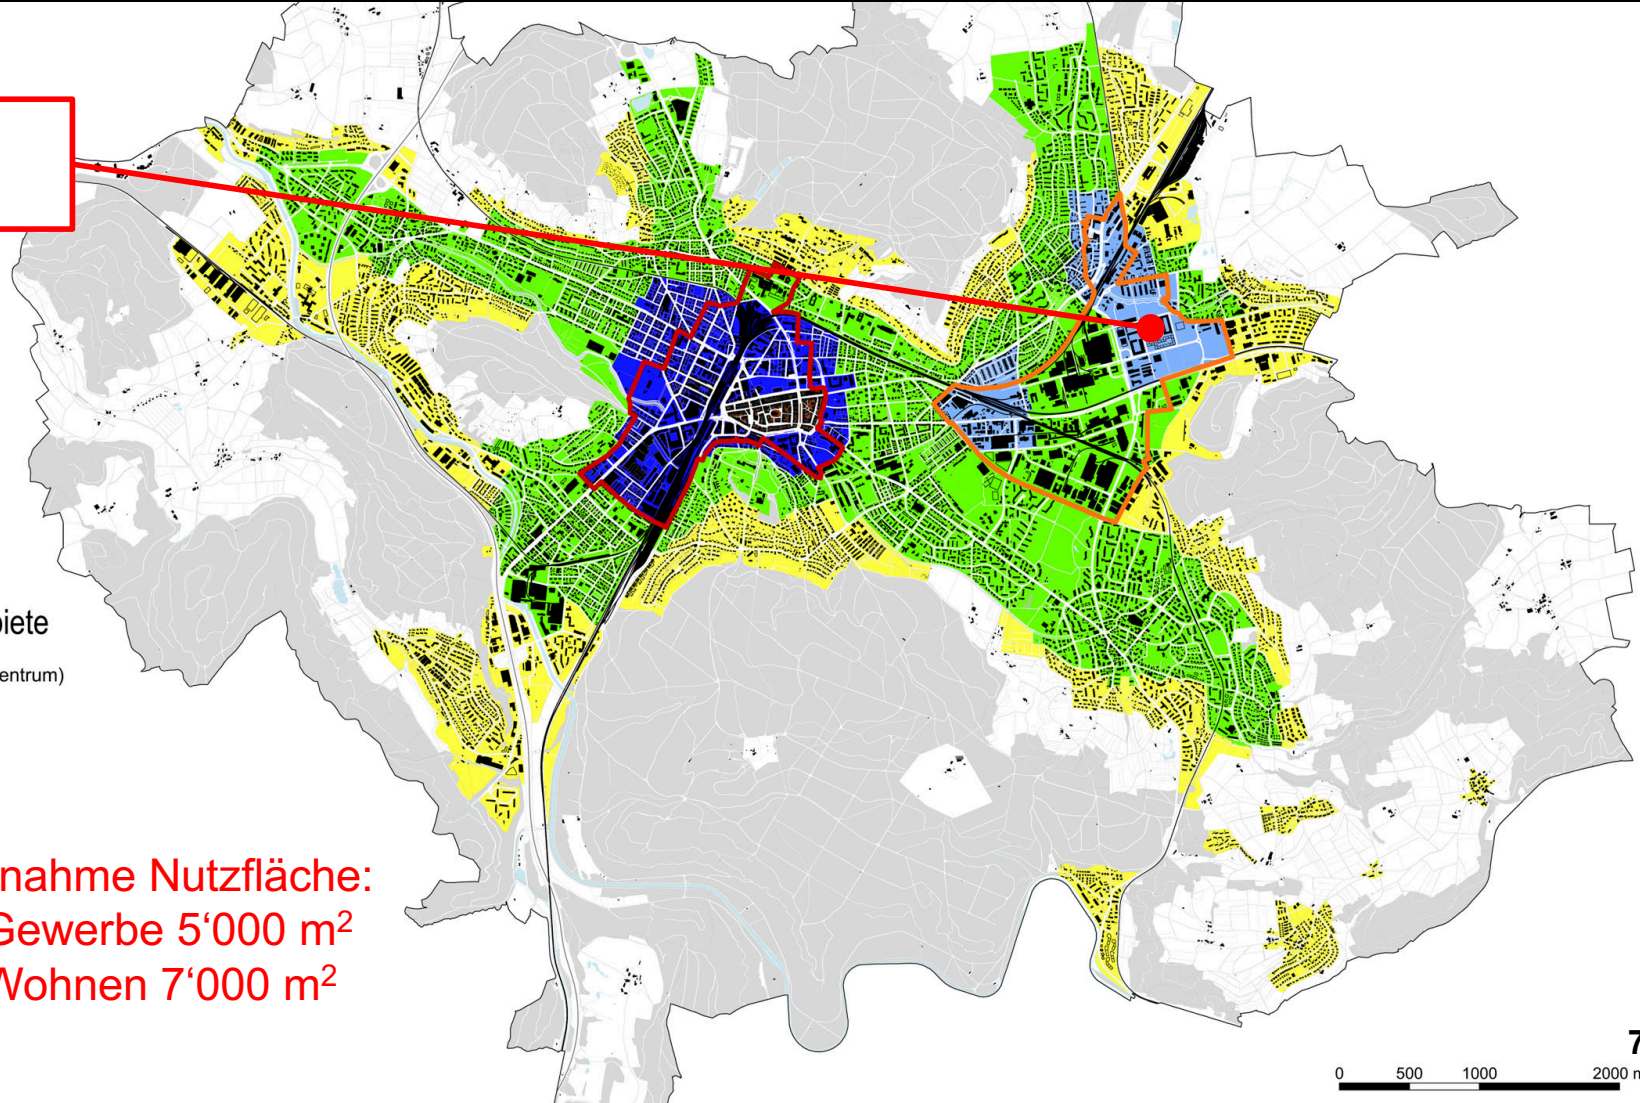 iete
entrum)
nahme Nutzfläche:
Gewerbe 5‘000 m²
Wohnen 7‘000 m²
7
0 500 1000 2000 m